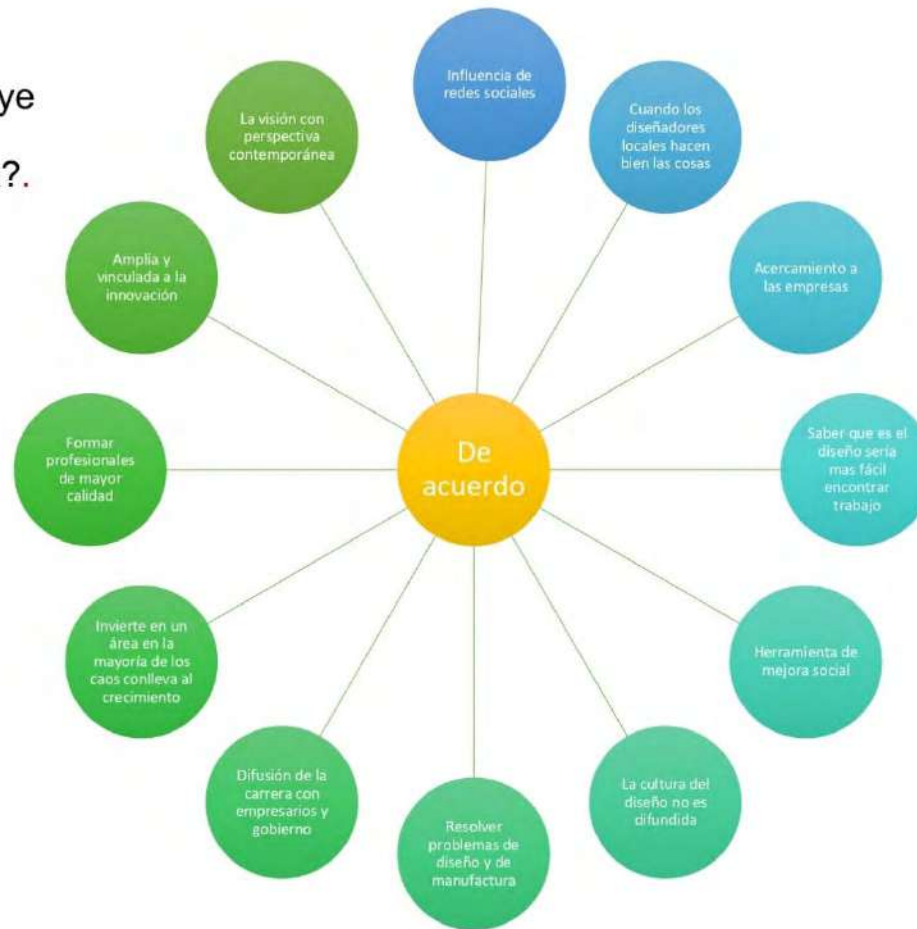 ye
?.
Influencia de
redes sociales
Cuando los
diseñadores
locales hacen
bien las cosas
Acercamiento a
las empresas
Saber que es el
diseño sería
mas fácil
encontrar
trabajo
Herramienta de
mejora social
La cultura del
diseño no es
difundida
Resolver
problemas de
diseño y de
manufactura
Difusión de la
carrera con
empresarios y
gobierno
Invierte en un
área en la
mayoría de los
caos conlleva al
crecimiento
Formar
profesionales
de mayor
calidad
Amplia y
vinculada a la
innovación
La visión con
perspectiva
contemporánea
De
acuerdo